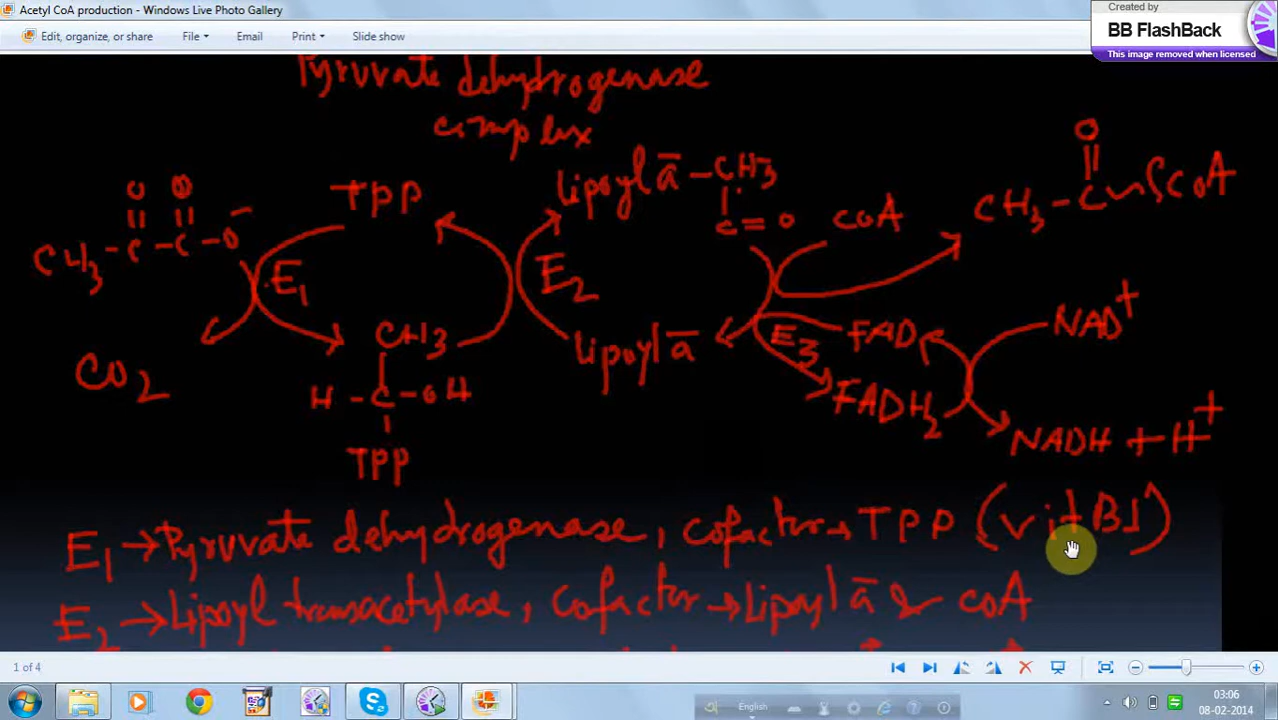 Acetyl CoA production - Windows Live Photo Gallery
Created by
BB FlashBack
This image removed when licensed
Edit, organize, or share File Email Print Slide show
Pyruvate dehydrogenase
complex
CH3 - C - C - O-
O O
TPP
lipoyl a - CH3
C = O
CoA
O
CH3 - C ~ SCoA
E1
E2
CO2
CH3
H - C - OH
TPP
lipoyl a
E3
FAD
FADH2
NAD+
NADH + H+
E1 → Pyruvate dehydrogenase, cofactor → TPP (vit B1)
E2 → Lipoyl transacetylase, cofactor → Lipoyl a & CoA
1 of 4
English
03:06
08-02-2014